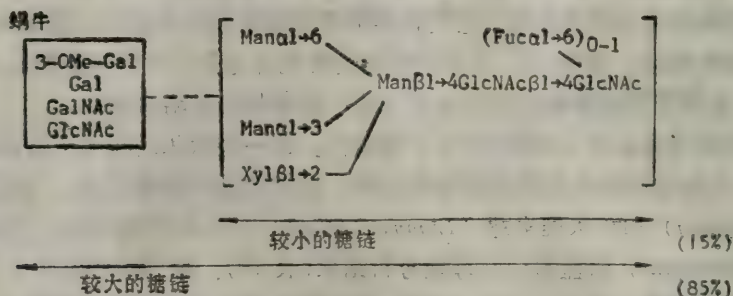 蜗牛
3-OMe-Gal
Gal
GalNAc
GlcNAc
Manα1→6
(Fucα1→6)0-1
Manβ1→4GlcNAcβ1→4GlcNAc
Manα1→3
Xylβ1→2
较小的糖链 (15%)
较大的糖链 (85%)